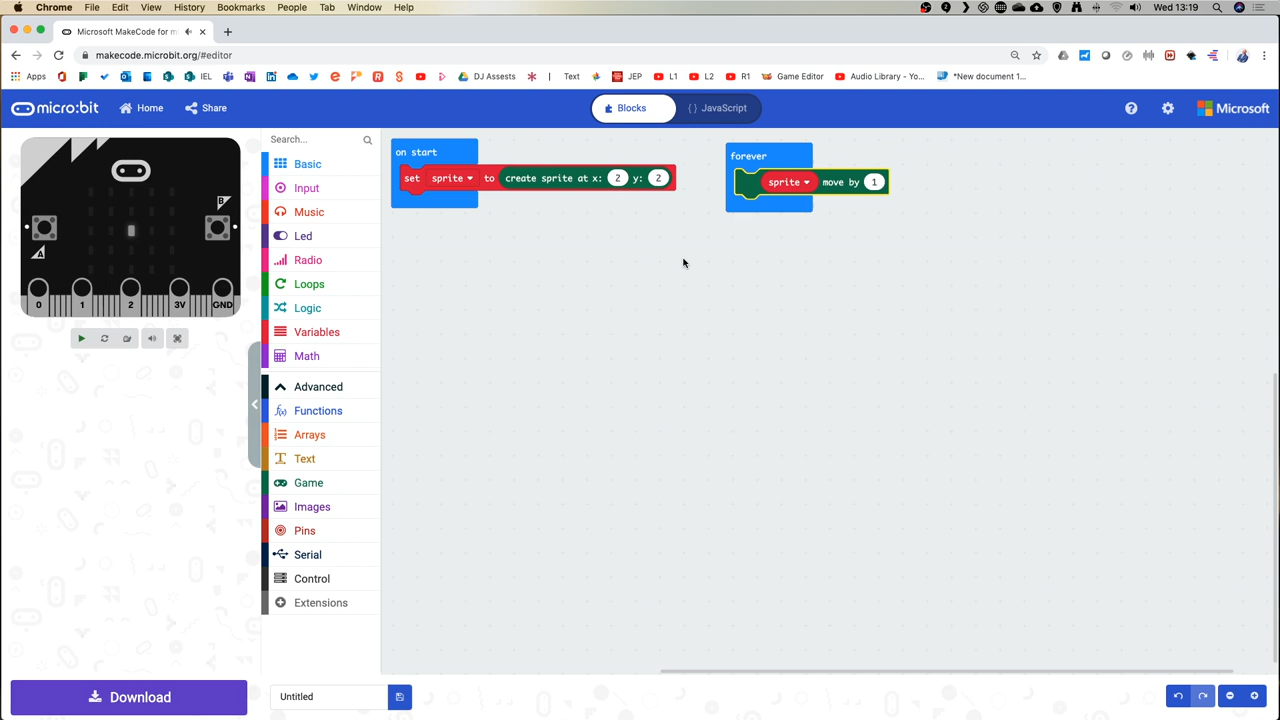 Chrome File Edit View History Bookmarks People Tab Window Help Wed 13:19
Microsoft MakeCode for m
makecode.microbit.org/#editor
Apps IEL DJ Assests Text JEP L1 L2 R1 Game Editor Audio Library - Yo... *New document 1...
micro:bit Home Share Blocks {} JavaScript ? Microsoft
Search...
Basic
Input
Music
Led
Radio
Loops
Logic
Variables
Math
Advanced
Functions
Arrays
Text
Game
Images
Pins
Serial
Control
Extensions
on start
set sprite to create sprite at x: 2 y: 2
forever
sprite move by 1
A
B
0 1 2 3V GND
Download
Untitled